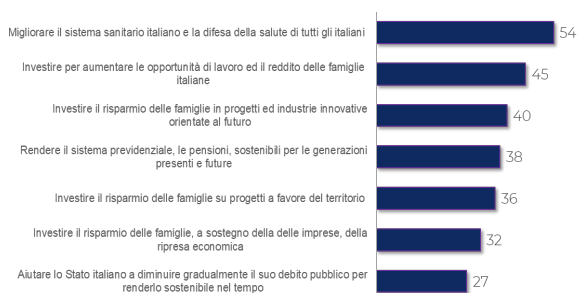 Migliorare il sistema sanitario italiano e la difesa della salute di tutti gli italiani
54
Investire per aumentare le opportunità di lavoro ed il reddito delle famiglie
italiane
45
Investire il risparmio delle famiglie in progetti ed industrie innovative
orientate al futuro
40
Rendere il sistema previdenziale, le pensioni, sostenibili per le generazioni
presenti e future
38
Investire il risparmio delle famiglie su progetti a favore del territorio
36
Investire il risparmio delle famiglie, a sostegno della delle imprese, della
ripresa economica
32
Aiutare lo Stato italiano a diminuire gradualmente il suo debito pubblico per
renderlo sostenibile nel tempo
27